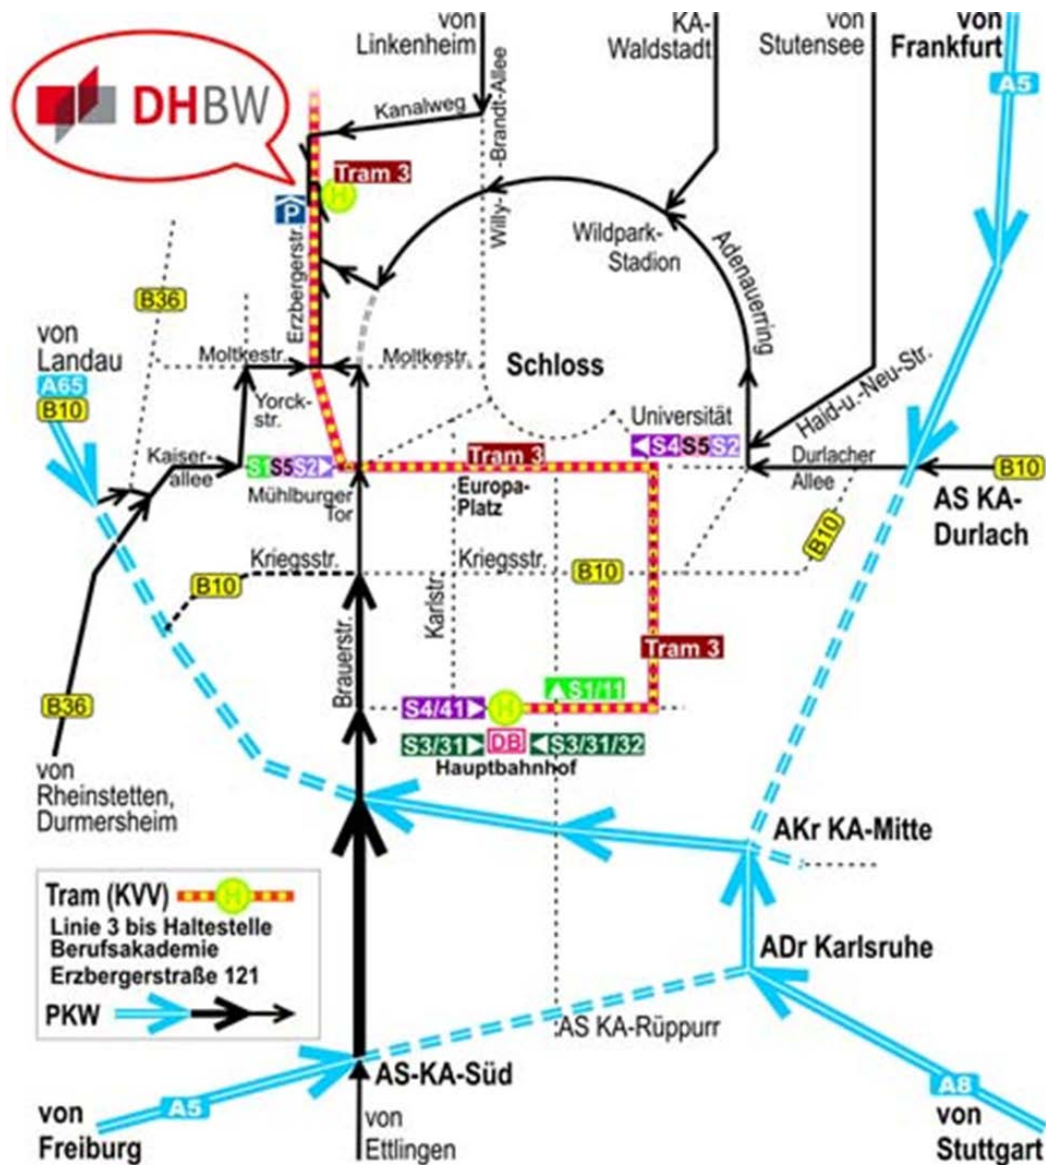 von
Linkenheim
KA-
Waldstadt
von
Stutensee
von
Frankfurt
A5
DHBW
Kanalweg
Willy-Brandt-Allee
Tram 3
H
P
Erzbergerstr.
Wildpark-
Stadion
Adenauerring
B36
von
Landau
A65
B10
Moltkestr.
Moltkestr.
Schloss
Haid-u.-Neu-Str.
Yorck-
str.
Universität
S4 S5 S2
Kaiser-
allee
S1 S5 S2
Tram 3
Durlacher
Allee
B10
Mühlburger
Tor
Europa-
Platz
AS KA-
Durlach
B10
Kriegsstr.
Kriegsstr.
B10
B10
Karlstr.
Brauerstr.
Tram 3
S1/11
S4/41
H
B36
S3/31
DB
S3/31/32
Hauptbahnhof
von
Rheinstetten,
Durmersheim
AKr KA-Mitte
Tram (KVV)
H
Linie 3 bis Haltestelle
Berufsakademie
Erzbergerstraße 121
PKW
ADr Karlsruhe
AS KA-Rüppurr
AS-KA-Süd
A5
A8
von
Freiburg
von
Ettlingen
von
Stuttgart